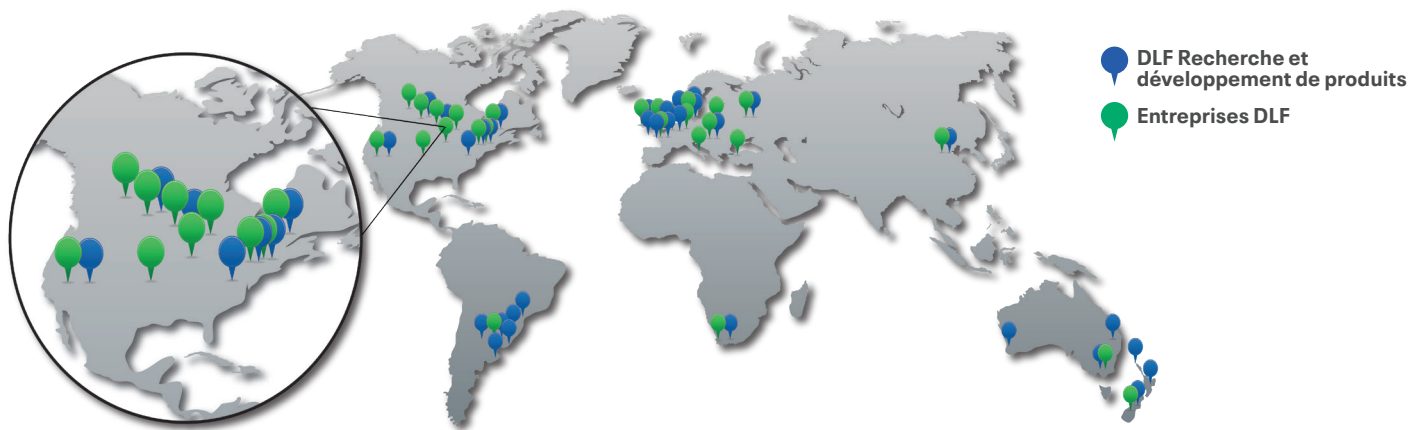 DLF Recherche et
développement de produits
Entreprises DLF